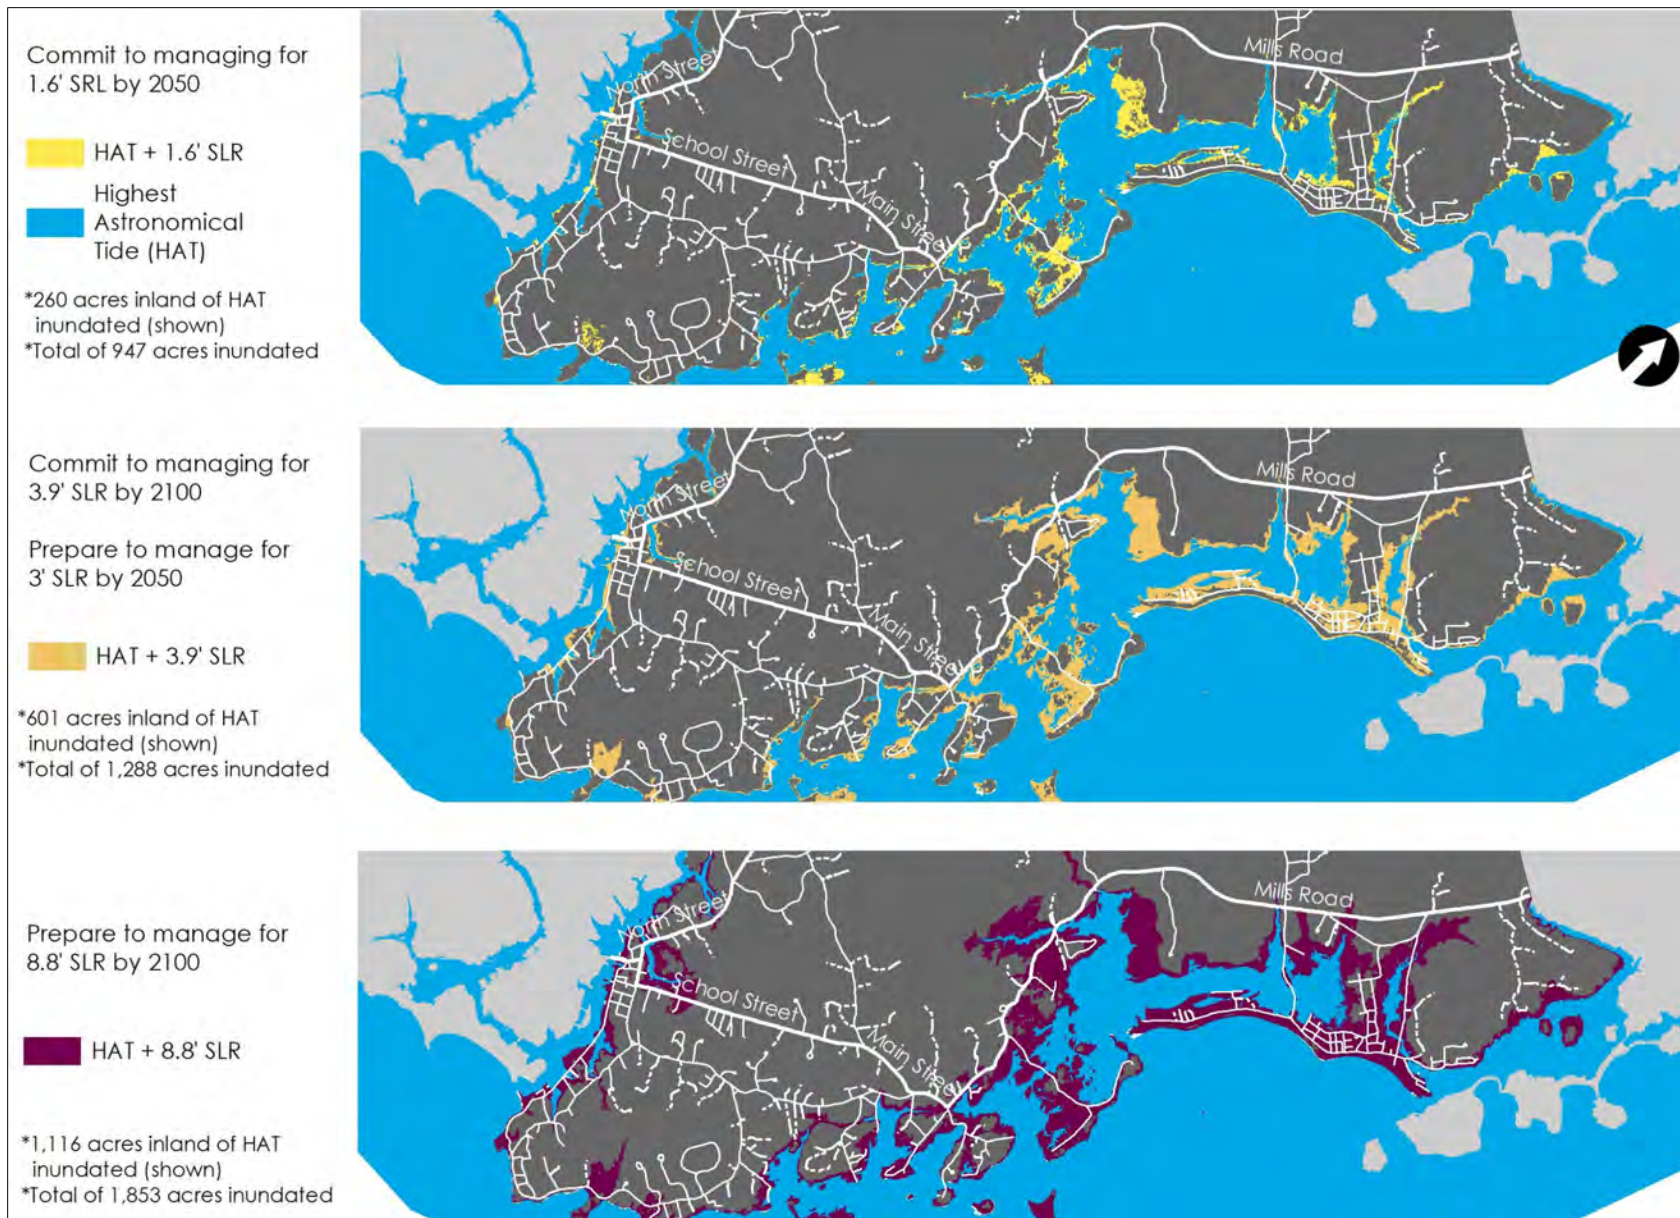 Commit to managing for
1.6' SRL by 2050
HAT + 1.6' SLR
Highest
Astronomical
Tide (HAT)
*260 acres inland of HAT
inundated (shown)
*Total of 947 acres inundated
North Street
School Street
Main Street
Mills Road
Commit to managing for
3.9' SLR by 2100
Prepare to manage for
3' SLR by 2050
HAT + 3.9' SLR
*601 acres inland of HAT
inundated (shown)
*Total of 1,288 acres inundated
North Street
School Street
Main Street
Mills Road
Prepare to manage for
8.8' SLR by 2100
HAT + 8.8' SLR
*1,116 acres inland of HAT
inundated (shown)
*Total of 1,853 acres inundated
North Street
School Street
Main Street
Mills Road